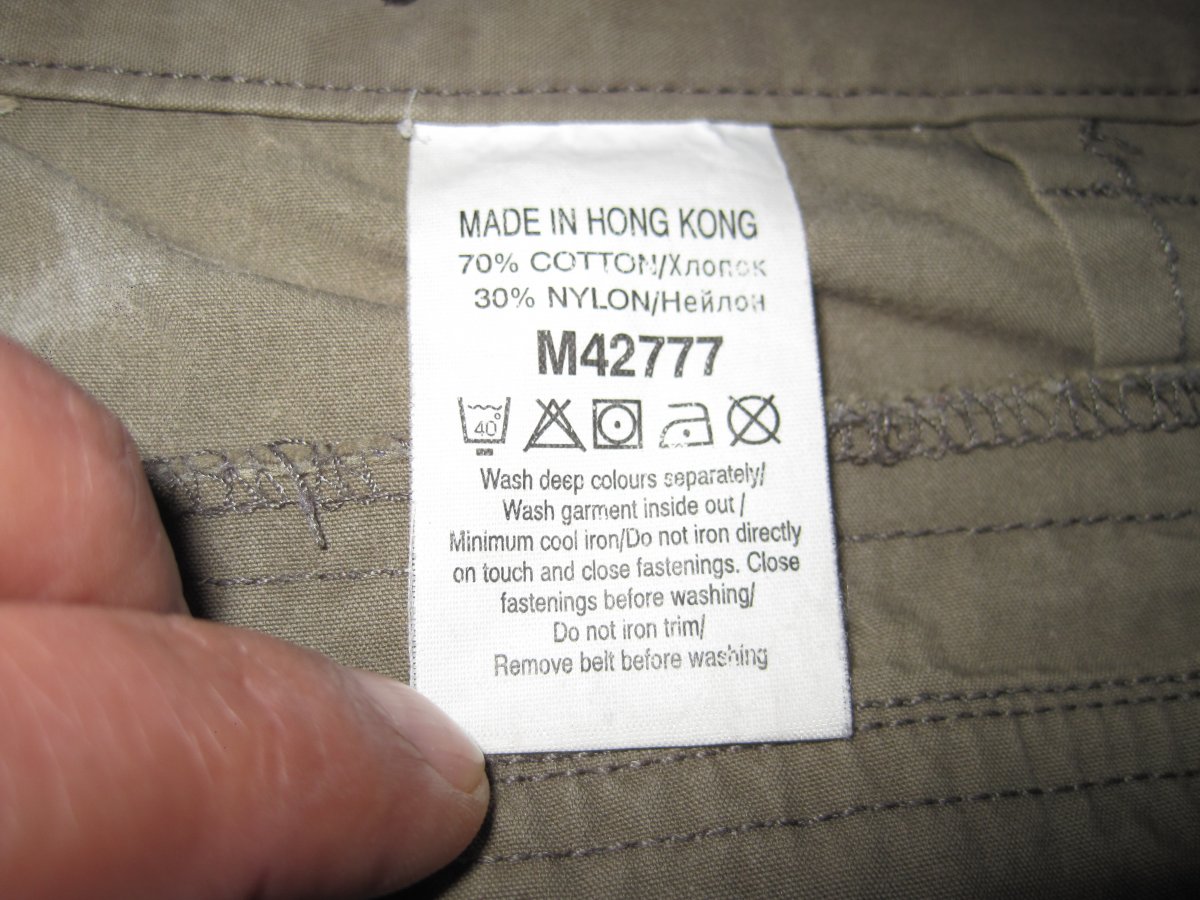 MADE IN HONG KONG
70% COTTON/Хлопок
30% NYLON/Нейлон
M42777
40°
Wash deep colours separately/
Wash garment inside out /
Minimum cool iron/Do not iron directly
on touch and close fastenings. Close
fastenings before washing/
Do not iron trim/
Remove belt before washing